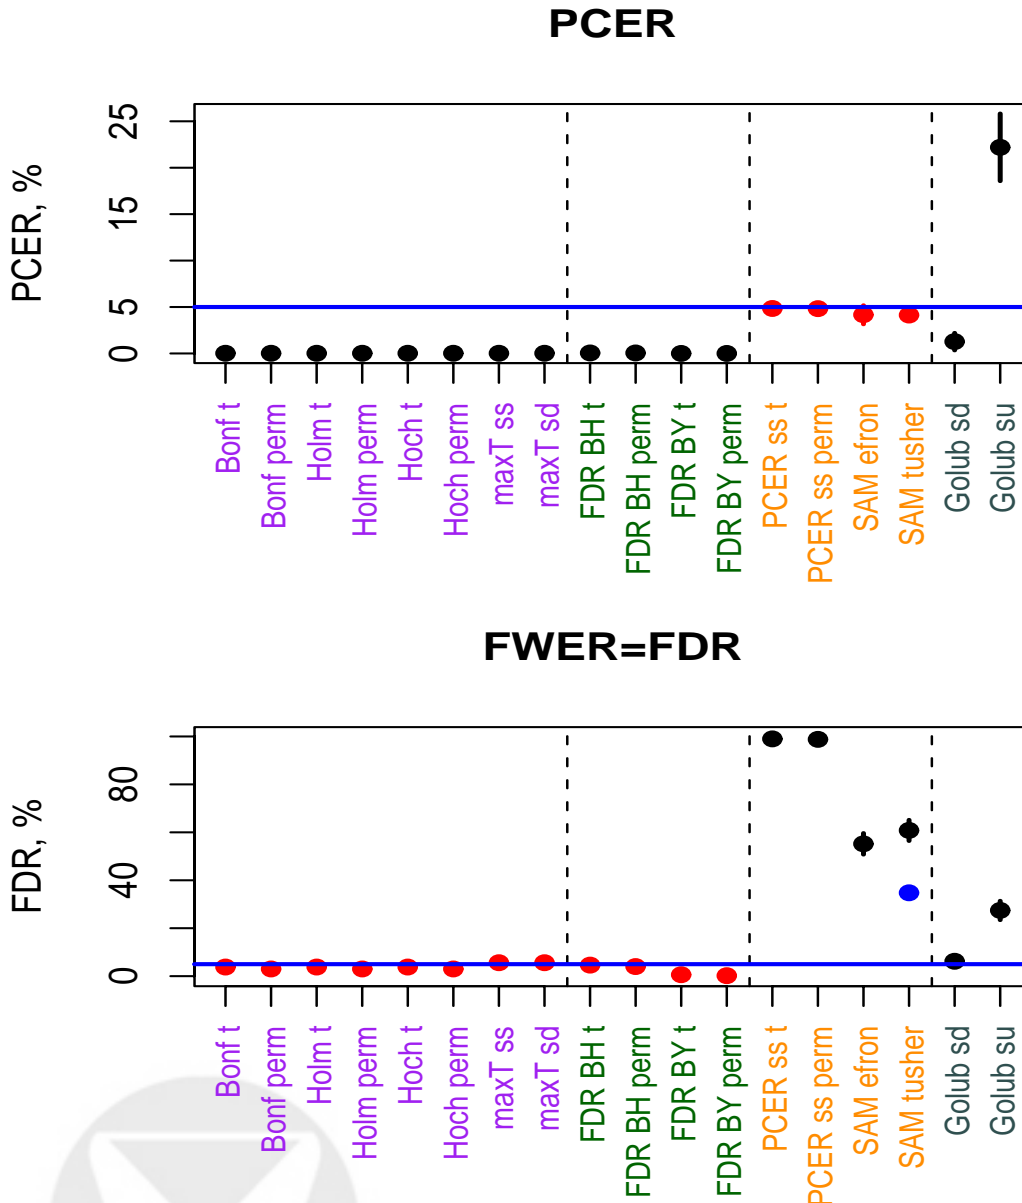 PCER
PCER, %
25
15
5
0
Bonf t
Bonf perm
Holm t
Holm perm
Hoch t
Hoch perm
maxT ss
maxT sd
FDR BH t
FDR BH perm
FDR BY t
FDR BY perm
PCER ss t
PCER ss perm
SAM efron
SAM tusher
Golub sd
Golub su
FWER=FDR
FDR, %
80
40
0
Bonf t
Bonf perm
Holm t
Holm perm
Hoch t
Hoch perm
maxT ss
maxT sd
FDR BH t
FDR BH perm
FDR BY t
FDR BY perm
PCER ss t
PCER ss perm
SAM efron
SAM tusher
Golub sd
Golub su